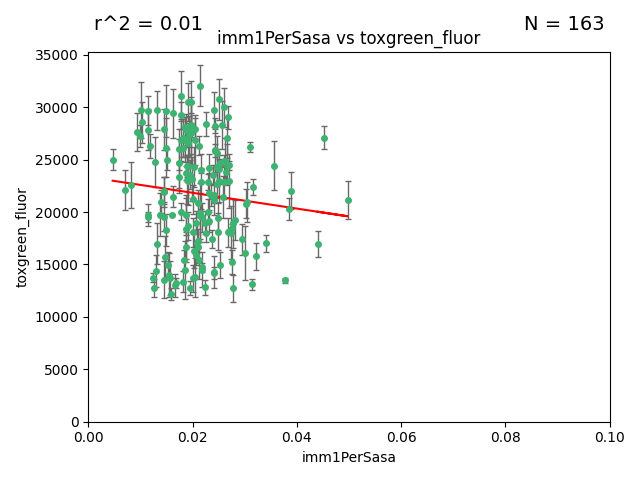 r^2 = 0.01
N = 163
imm1PerSasa vs toxgreen_fluor
35000
30000
25000
20000
15000
10000
5000
0
toxgreen_fluor
0.00
0.02
0.04
0.06
0.08
0.10
imm1PerSasa